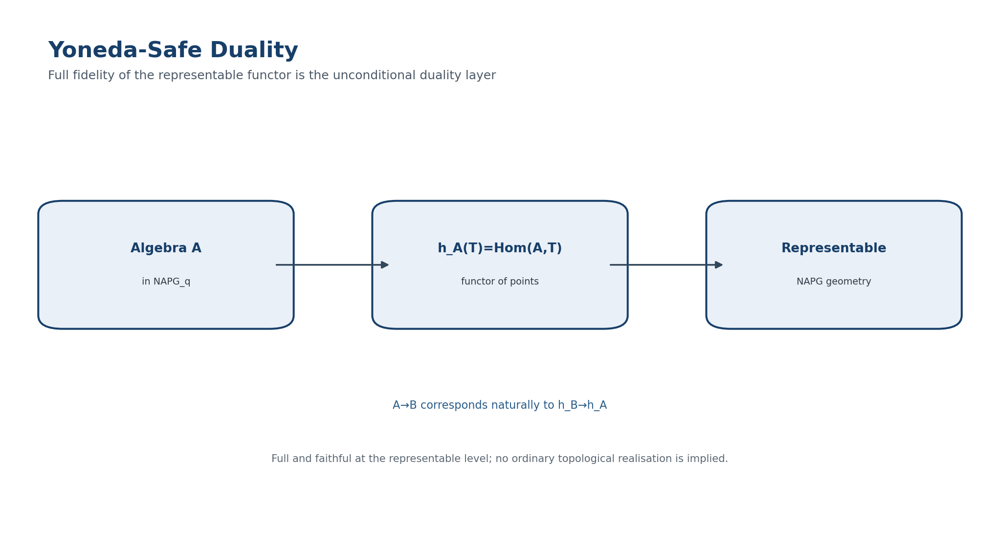 Yoneda-Safe Duality
Full fidelity of the representable functor is the unconditional duality layer
Algebra A
in NAPG_q
h_A(T)=Hom(A,T)
functor of points
Representable
NAPG geometry
A→B corresponds naturally to h_B→h_A
Full and faithful at the representable level; no ordinary topological realisation is implied.